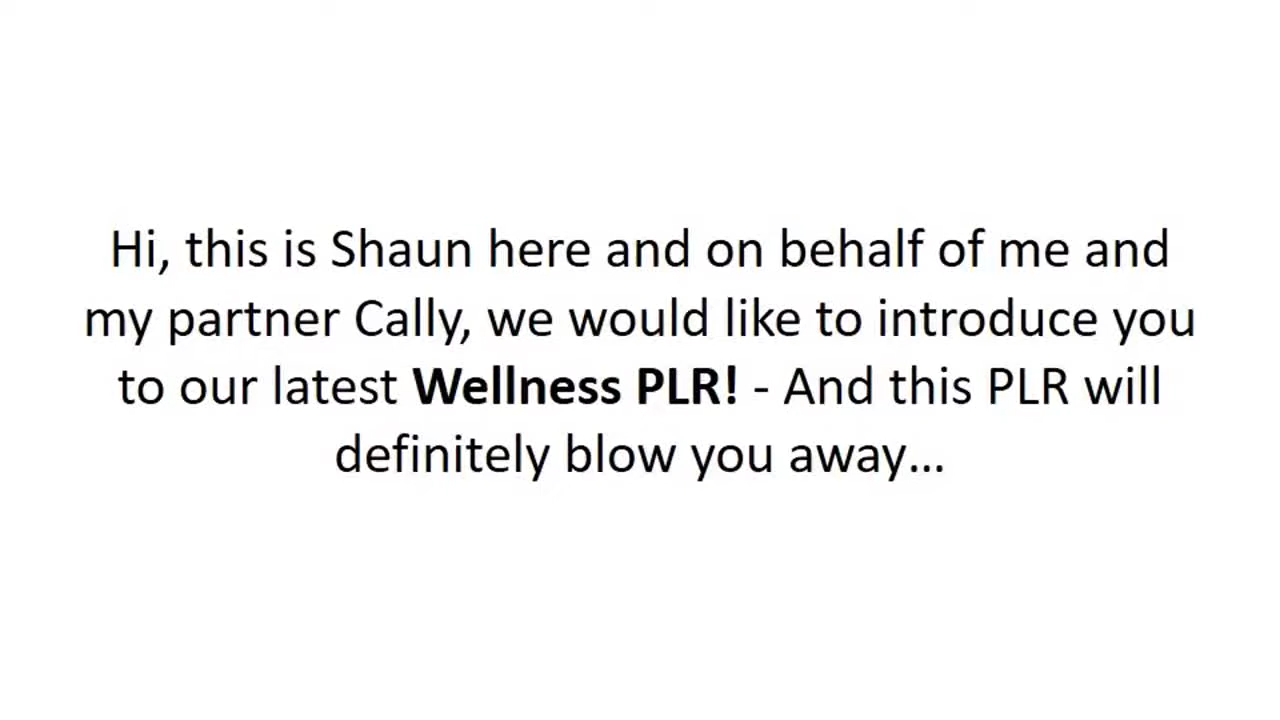 Hi, this is Shaun here and on behalf of me and
my partner Cally, we would like to introduce you
to our latest Wellness PLR! - And this PLR will
definitely blow you away…